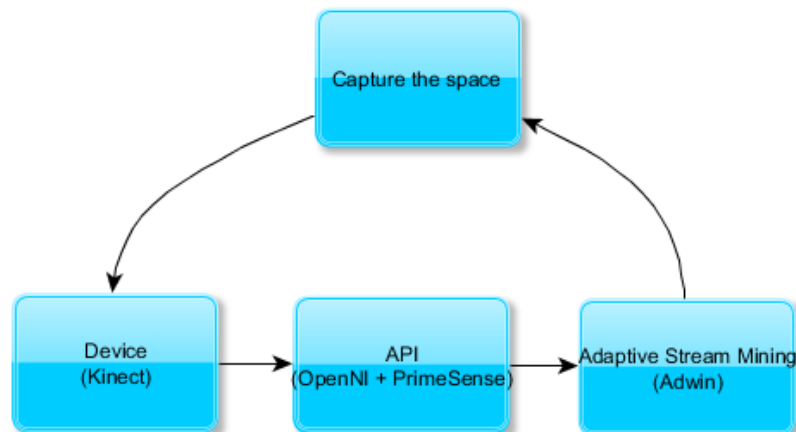 Capture the space
Device
(Kinect)
API
(OpenNI + PrimeSense)
Adaptive Stream Mining
(Adwin)